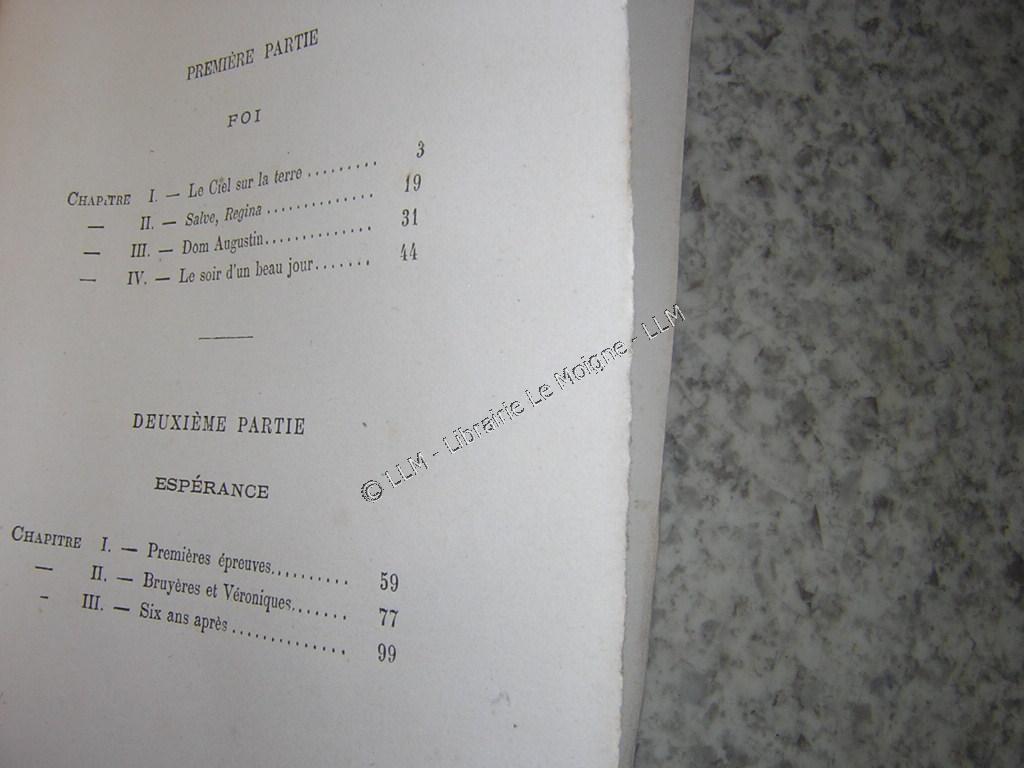 PREMIÈRE PARTIE
FOI
CHAPITRE I. — Le Ciel sur la terre ......... 3
— II. — Salve, Regina .............. 19
— III. — Dom Augustin.............. 31
— IV. — Le soir d'un beau jour....... 44
DEUXIÈME PARTIE
ESPÉRANCE
CHAPITRE I. — Premières épreuves.......... 59
— II. — Bruyères et Véroniques....... 77
- III. — Six ans après .............. 99
© LLM - Librairie Le Moigne - LLM